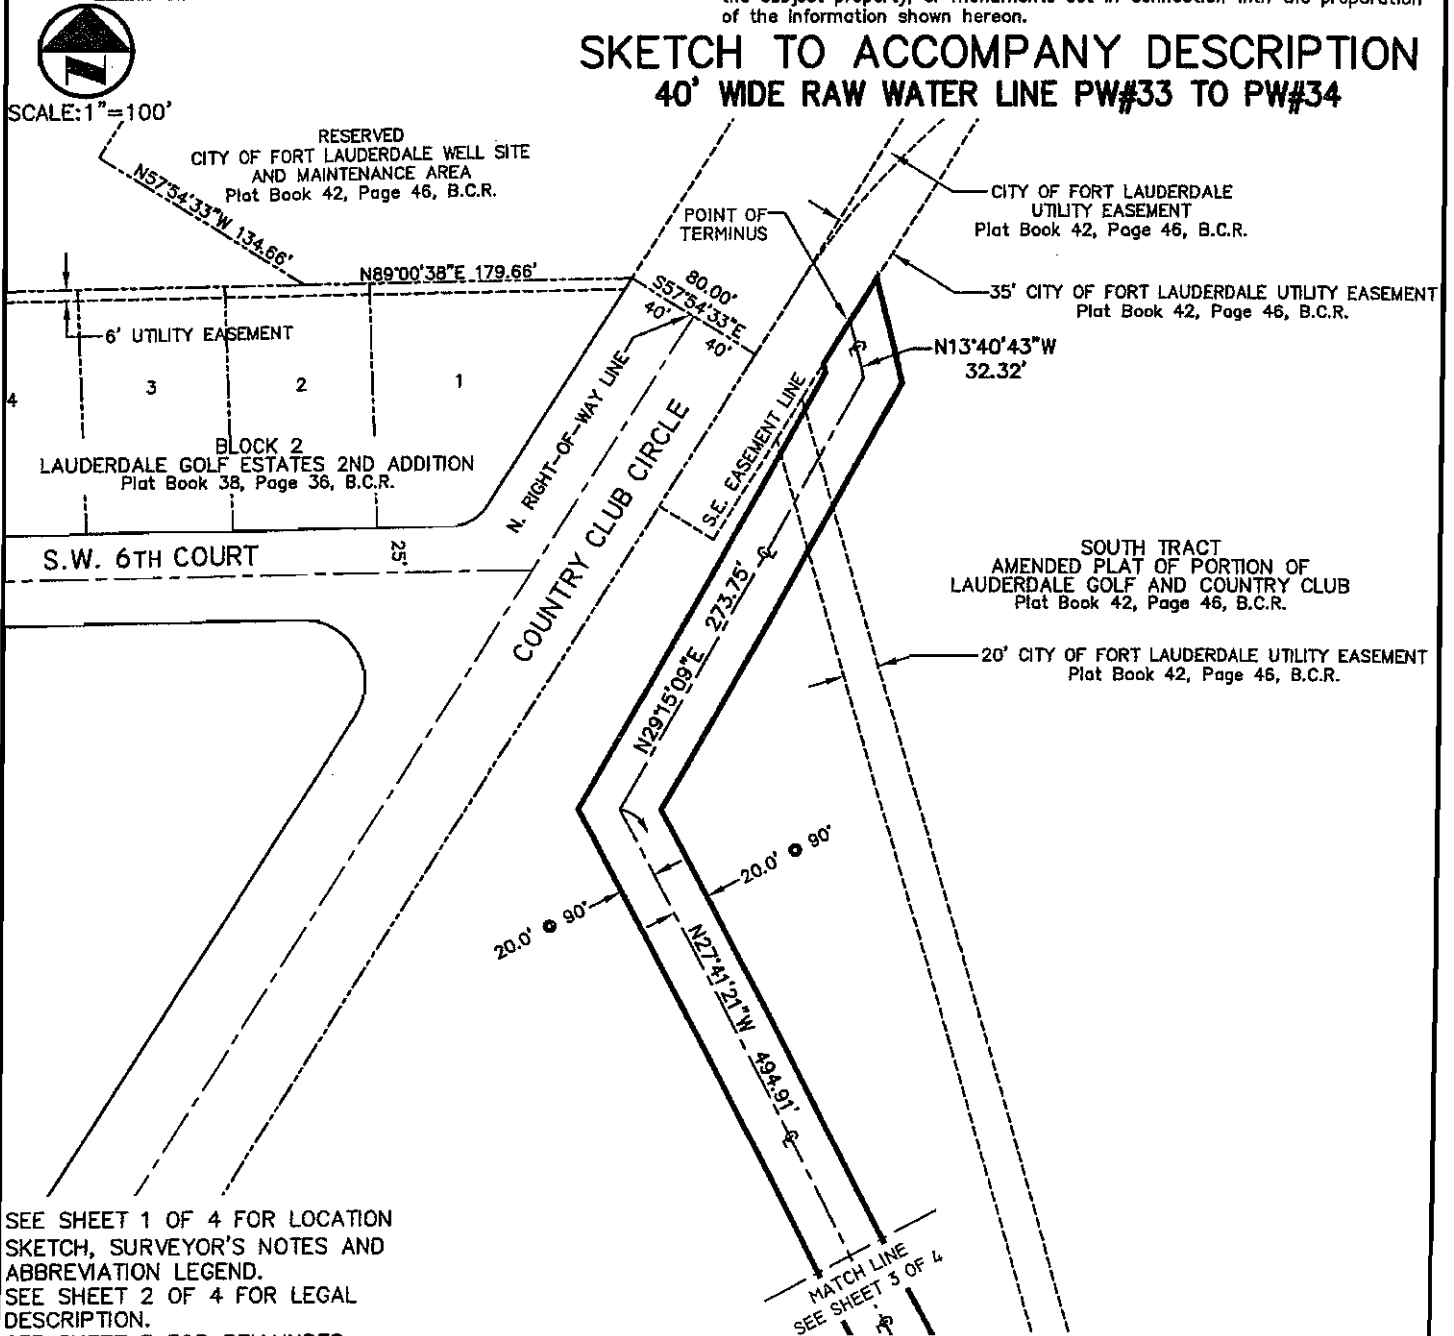 of the information shown hereon.
SKETCH TO ACCOMPANY DESCRIPTION
40' WIDE RAW WATER LINE PW#33 TO PW#34
SCALE:1"=100'
RESERVED
CITY OF FORT LAUDERDALE WELL SITE
AND MAINTENANCE AREA
Plat Book 42, Page 46, B.C.R.
N57°54'33"W 134.66'
N89°00'38"E 179.66'
6' UTILITY EASEMENT
POINT OF
TERMINUS
CITY OF FORT LAUDERDALE
UTILITY EASEMENT
Plat Book 42, Page 46, B.C.R.
80.00'
S57°54'33"E
40'
40'
35' CITY OF FORT LAUDERDALE UTILITY EASEMENT
Plat Book 42, Page 46, B.C.R.
N13°40'43"W
32.32'
4
3
2
1
BLOCK 2
LAUDERDALE GOLF ESTATES 2ND ADDITION
Plat Book 38, Page 36, B.C.R.
N. RIGHT-OF-WAY LINE
COUNTRY CLUB CIRCLE
S.E. EASEMENT LINE
S.W. 6TH COURT
25'
SOUTH TRACT
AMENDED PLAT OF PORTION OF
LAUDERDALE GOLF AND COUNTRY CLUB
Plat Book 42, Page 46, B.C.R.
20' CITY OF FORT LAUDERDALE UTILITY EASEMENT
Plat Book 42, Page 46, B.C.R.
N29°15'09"E 273.75'
20.0' @ 90°
20.0' @ 90°
N27°41'21"W 494.91'
MATCH LINE
SEE SHEET 3 OF 4
SEE SHEET 1 OF 4 FOR LOCATION
SKETCH, SURVEYOR'S NOTES AND
ABBREVIATION LEGEND.
SEE SHEET 2 OF 4 FOR LEGAL
DESCRIPTION.